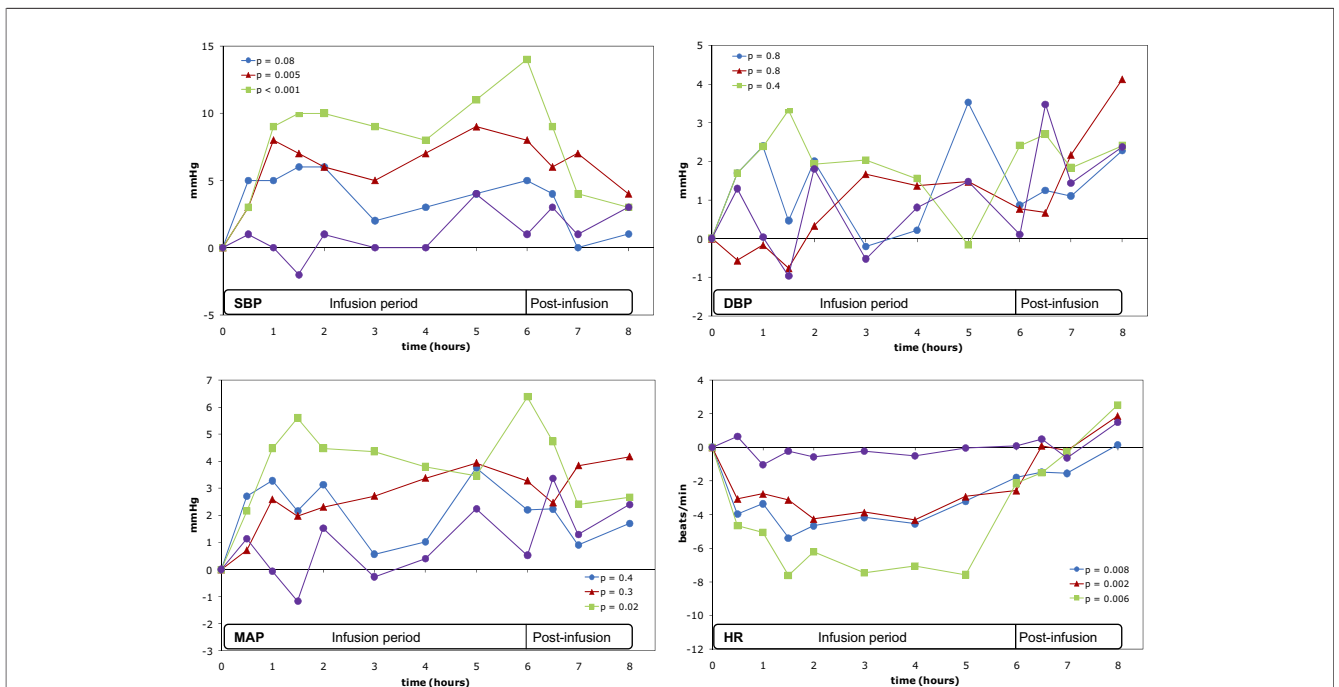 15
10
5
0
-5
mmHg
p = 0.08
p = 0.005
p < 0.001
SBP Infusion period Post-infusion
0 1 2 3 4 5 6 7 8
time (hours)
5
4
3
2
1
0
-1
-2
mmHg
p = 0.8
p = 0.8
p = 0.4
DBP Infusion period Post-infusion
0 1 2 3 4 5 6 7 8
time (hours)
7
6
5
4
3
2
1
0
-1
-2
-3
mmHg
p = 0.4
p = 0.3
p = 0.02
MAP Infusion period Post-infusion
0 1 2 3 4 5 6 7 8
time (hours)
4
2
0
-2
-4
-6
-8
-10
-12
beats/min
p = 0.008
p = 0.002
p = 0.006
HR Infusion period Post-infusion
0 1 2 3 4 5 6 7 8
time (hours)